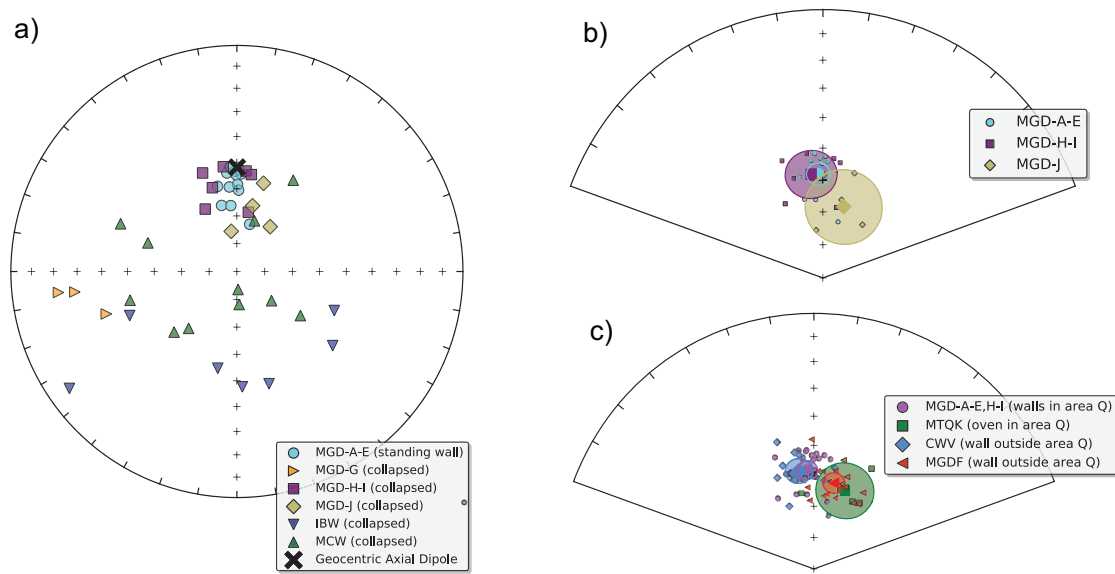 a)
MGD-A-E (standing wall)
MGD-G (collapsed)
MGD-H-I (collapsed)
MGD-J (collapsed)
IBW (collapsed)
MCW (collapsed)
Geocentric Axial Dipole
b)
MGD-A-E
MGD-H-I
MGD-J
c)
MGD-A-E,H-I (walls in area Q)
MTQK (oven in area Q)
CWV (wall outside area Q)
MGDF (wall outside area Q)